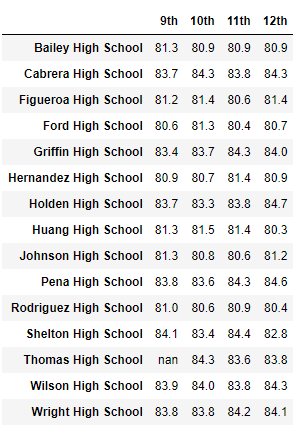 9th 10th 11th 12th
Bailey High School 81.3 80.9 80.9 80.9
Cabrera High School 83.7 84.3 83.8 84.3
Figueroa High School 81.2 81.4 80.6 81.4
Ford High School 80.6 81.3 80.4 80.7
Griffin High School 83.4 83.7 84.3 84.0
Hernandez High School 80.9 80.7 81.4 80.9
Holden High School 83.7 83.3 83.8 84.7
Huang High School 81.3 81.5 81.4 80.3
Johnson High School 81.3 80.8 80.6 81.2
Pena High School 83.8 83.6 84.3 84.6
Rodriguez High School 81.0 80.6 80.9 80.4
Shelton High School 84.1 83.4 84.4 82.8
Thomas High School nan 84.3 83.6 83.8
Wilson High School 83.9 84.0 83.8 84.3
Wright High School 83.8 83.8 84.2 84.1